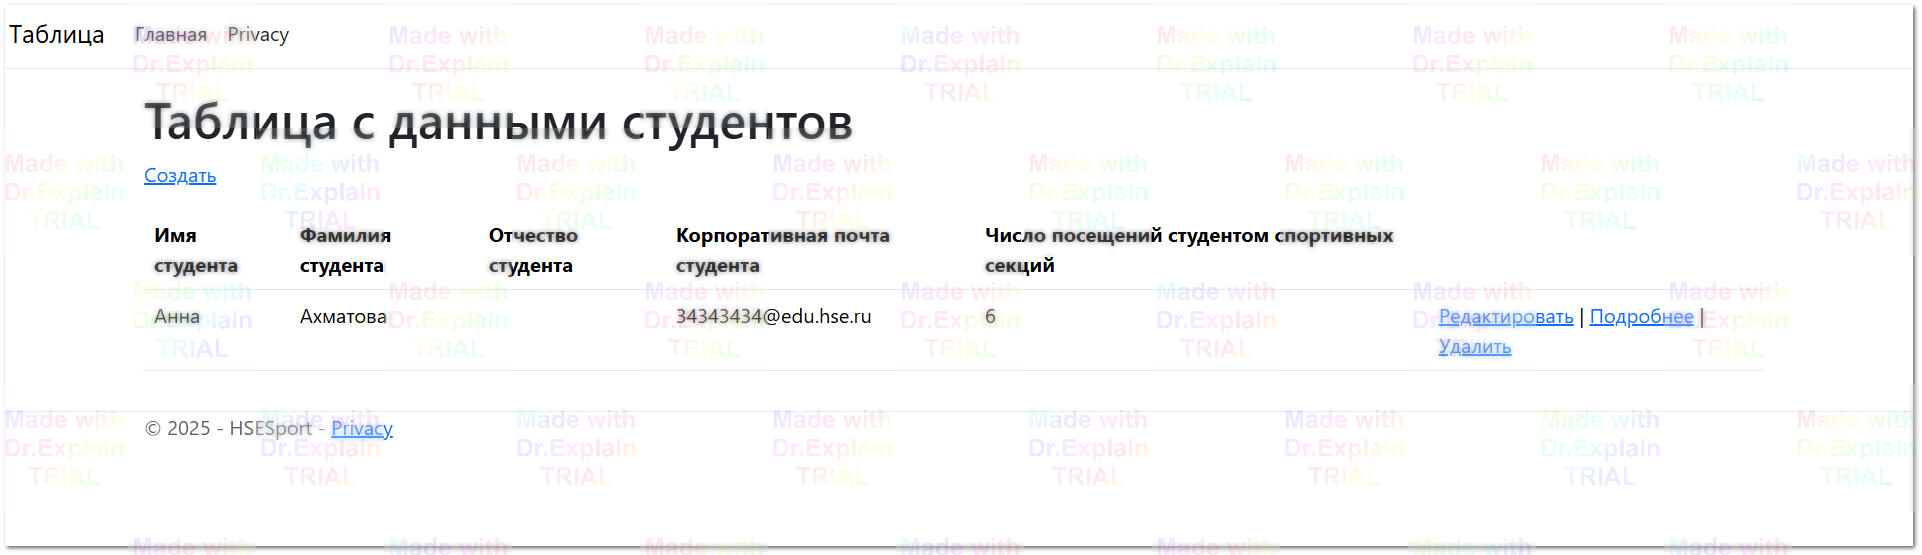 Таблица Главная Privacy
Таблица с данными студентов
Создать
Имя студента
Фамилия студента
Отчество студента
Корпоративная почта студента
Число посещений студентом спортивных секций
Анна Ахматова 34343434@edu.hse.ru 6 Редактировать | Подробнее |
Удалить
© 2025 - HSESport - Privacy
Made with
Dr.Explain
TRIAL